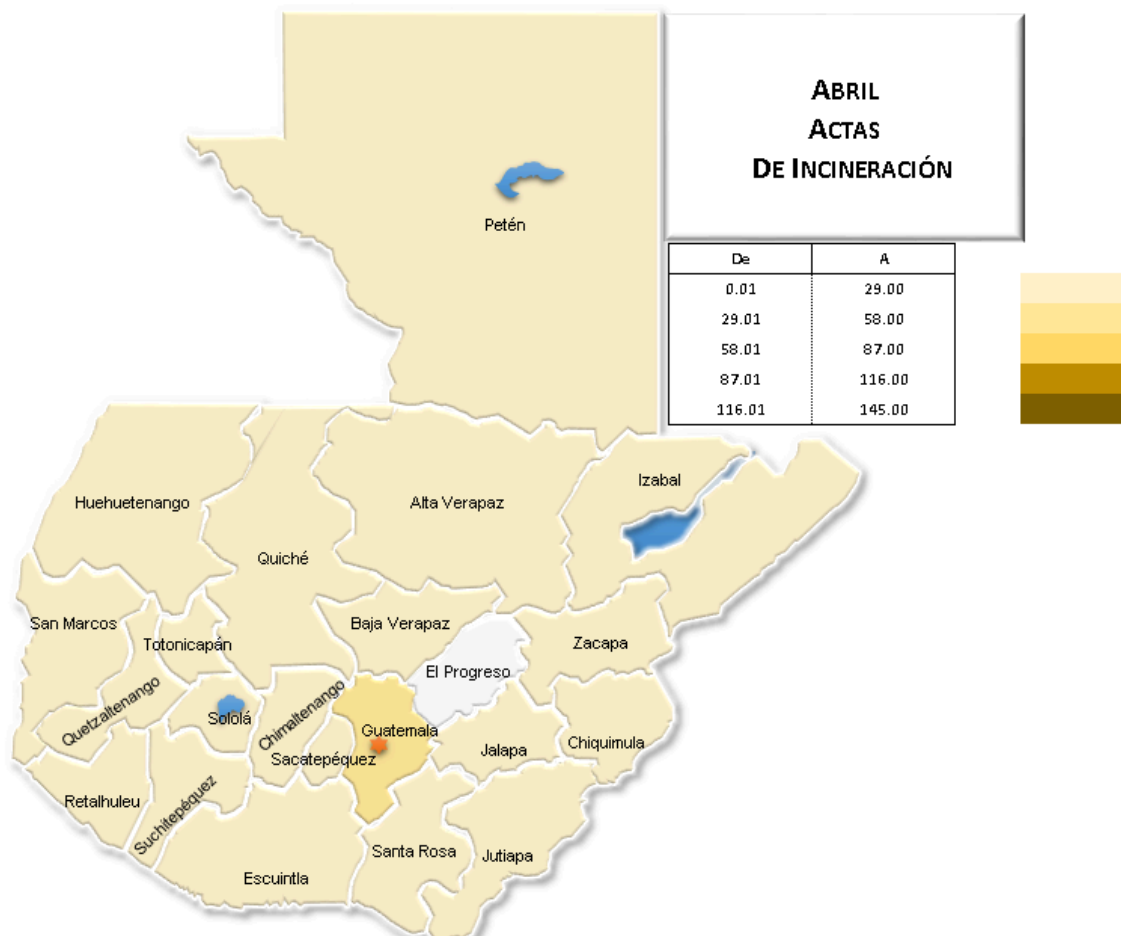 ABRIL
ACTAS
DE INCINERACIÓN
De A
0.01 29.00
29.01 58.00
58.01 87.00
87.01 116.00
116.01 145.00
Petén
Izabal
Huehuetenango
Alta Verapaz
Quiché
San Marcos
Baja Verapaz
Totonicapán
Zacapa
El Progreso
Quetzaltenango
Sololá
Chimaltenango
Guatemala
Sacatepéquez
Jalapa
Chiquimula
Retalhuleu
Suchitepéquez
Santa Rosa
Jutiapa
Escuintla